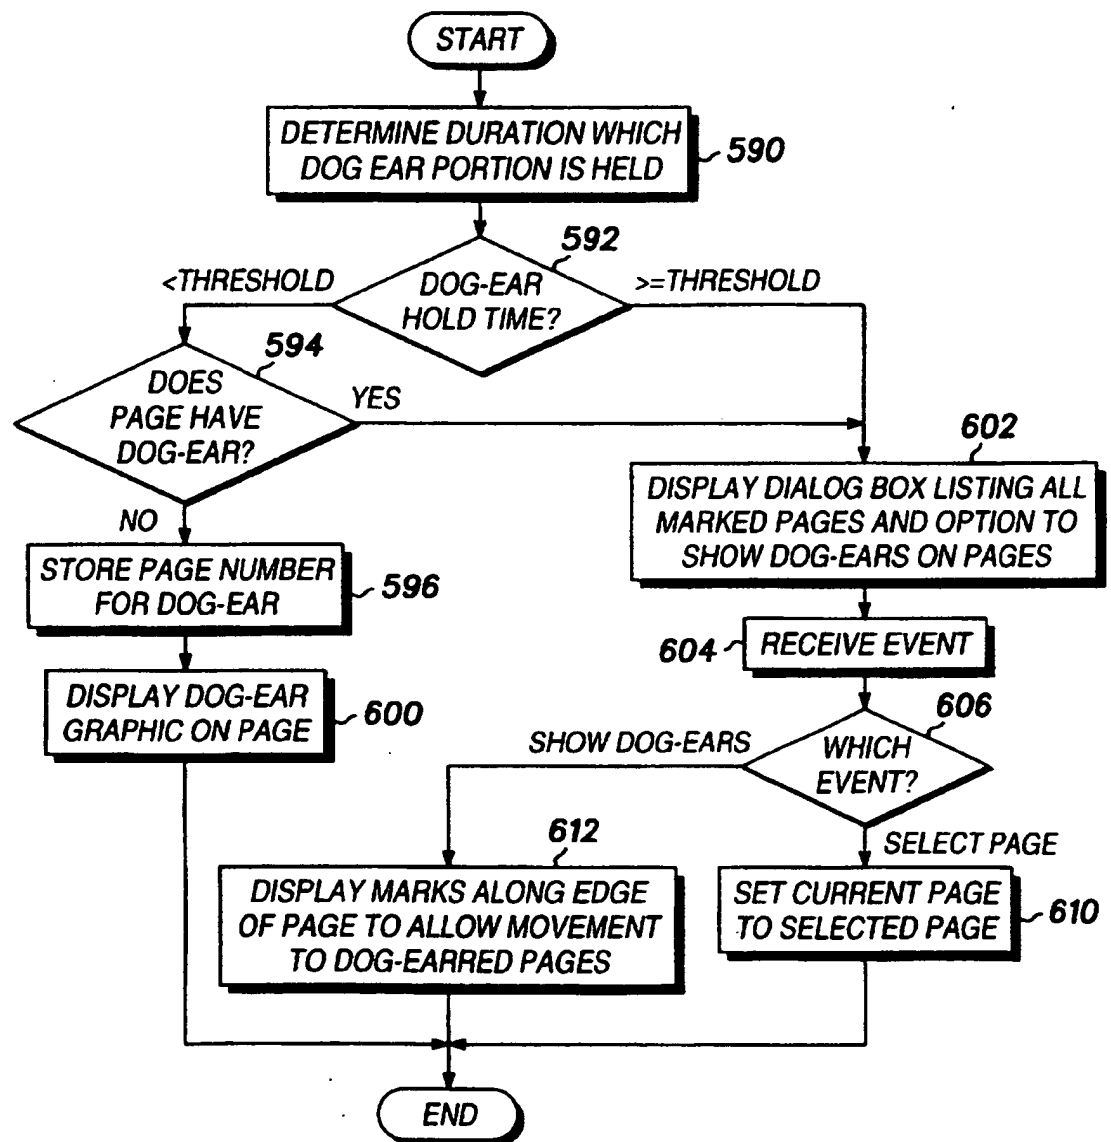 START
DETERMINE DURATION WHICH
DOG EAR PORTION IS HELD
590
592
<THRESHOLD
DOG-EAR
HOLD TIME?
>=THRESHOLD
594
DOES
PAGE HAVE
DOG-EAR?
YES
NO
602
DISPLAY DIALOG BOX LISTING ALL
MARKED PAGES AND OPTION TO
SHOW DOG-EARS ON PAGES
STORE PAGE NUMBER
FOR DOG-EAR
596
604
RECEIVE EVENT
DISPLAY DOG-EAR
GRAPHIC ON PAGE
600
606
SHOW DOG-EARS
WHICH
EVENT?
SELECT PAGE
612
DISPLAY MARKS ALONG EDGE
OF PAGE TO ALLOW MOVEMENT
TO DOG-EARRED PAGES
SET CURRENT PAGE
TO SELECTED PAGE
610
END